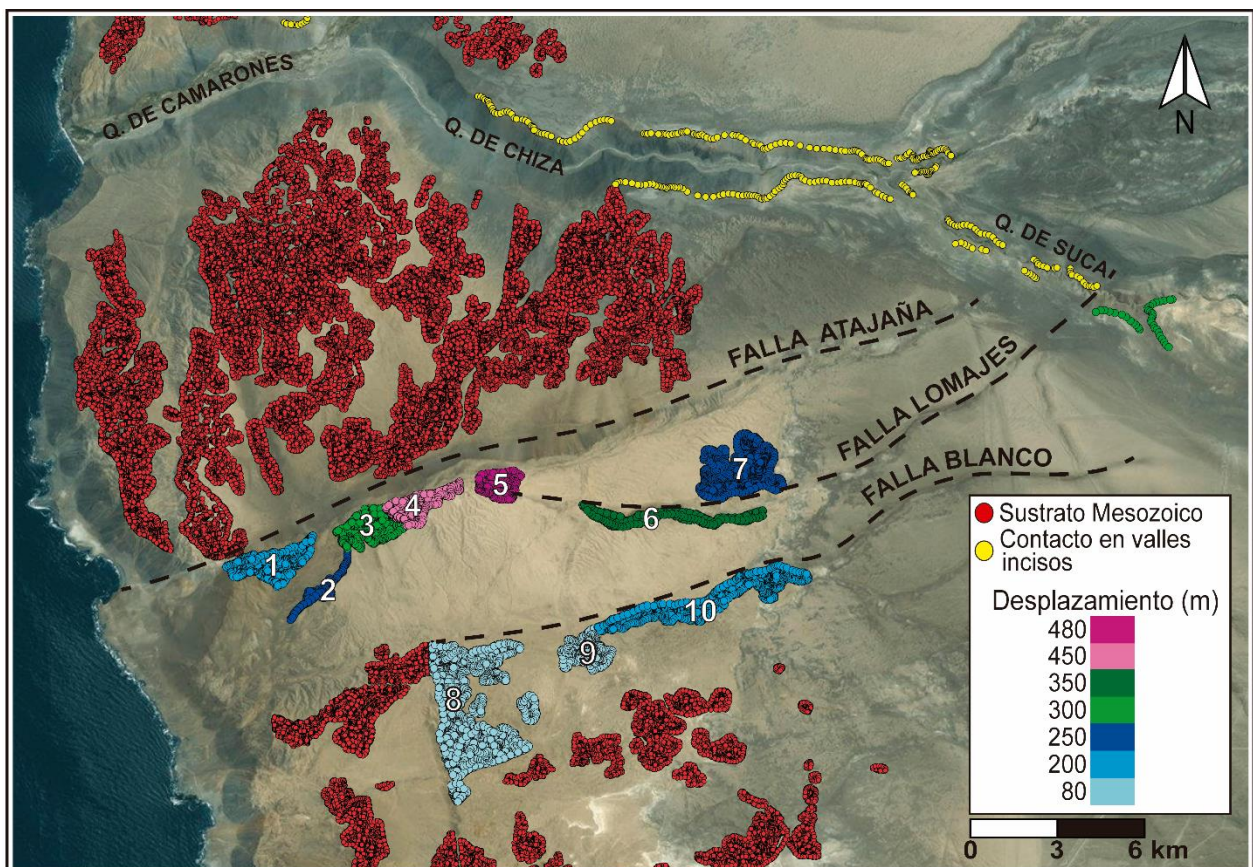 Q. DE CAMARONES
Q. DE CHIZA
N
Q. DE SUCA
FALLA ATAJAÑA
FALLA LOMAJES
FALLA BLANCO
1
2
3
4
5
6
7
8
9
10
Sustrato Mesozoico
Contacto en valles
incisos
Desplazamiento (m)
480
450
350
300
250
200
80
0 3 6 km